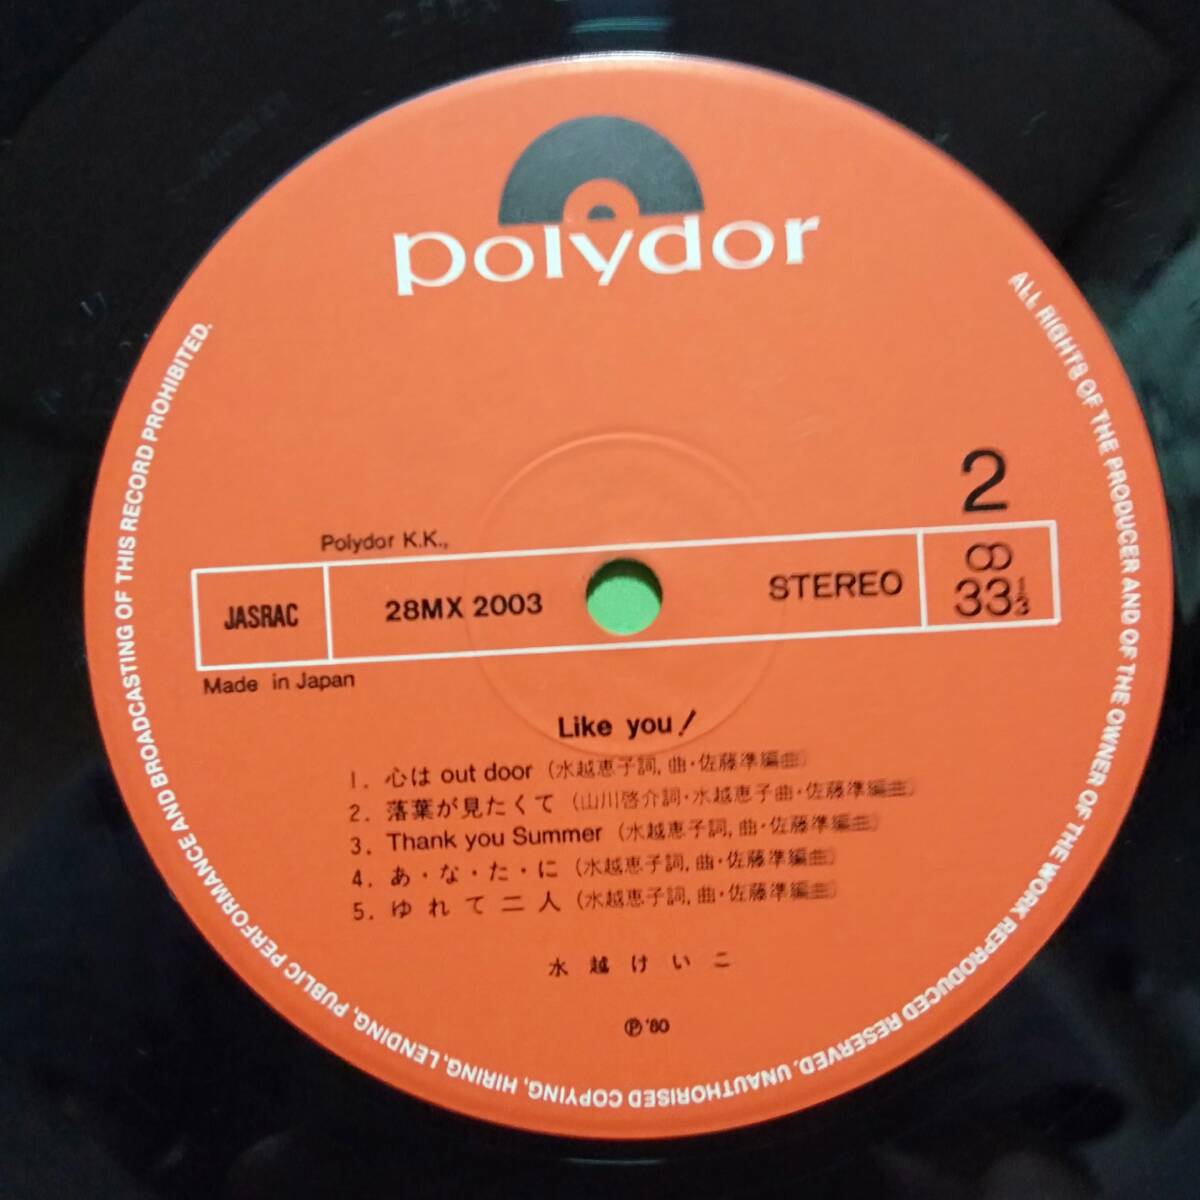 polydor
2
Polydor K.K.,
JASRAC
28MX 2003
STEREO
33 1/3
Made in Japan
Like you!
1. 心は out door (水越恵子詞, 曲・佐藤準編曲)
2. 落葉が見たくて (山川啓介詞・水越恵子曲・佐藤準編曲)
3. Thank you Summer (水越恵子詞, 曲・佐藤準編曲)
4. あ・な・た・に (水越恵子詞, 曲・佐藤準編曲)
5. ゆれて二人 (水越恵子詞, 曲・佐藤準編曲)
水越けいこ
Ⓟ '80
ALL RIGHTS OF THE PRODUCER AND OF THE OWNER OF THE WORK REPRODUCED RESERVED. UNAUTHORISED COPYING, HIRING, LENDING, PUBLIC PERFORMANCE AND BROADCASTING OF THIS RECORD PROHIBITED.